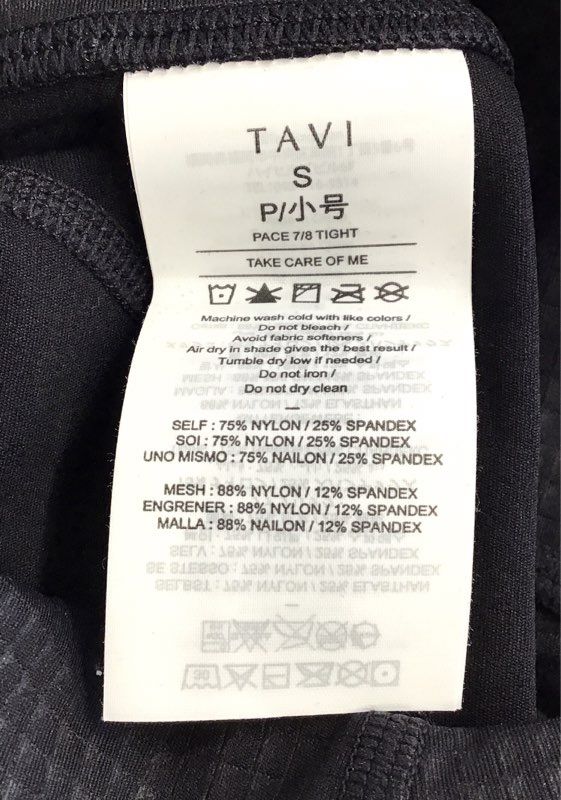 TAVI
S
P/小号
PACE 7/8 TIGHT
TAKE CARE OF ME
Machine wash cold with like colors /
Do not bleach /
Avoid fabric softeners /
Air dry in shade gives the best result /
Tumble dry low if needed /
Do not iron /
Do not dry clean
SELF : 75% NYLON / 25% SPANDEX
SOI : 75% NYLON / 25% SPANDEX
UNO MISMO : 75% NAILON / 25% SPANDEX
MESH : 88% NYLON / 12% SPANDEX
ENGRENER : 88% NYLON / 12% SPANDEX
MALLA : 88% NAILON / 12% SPANDEX